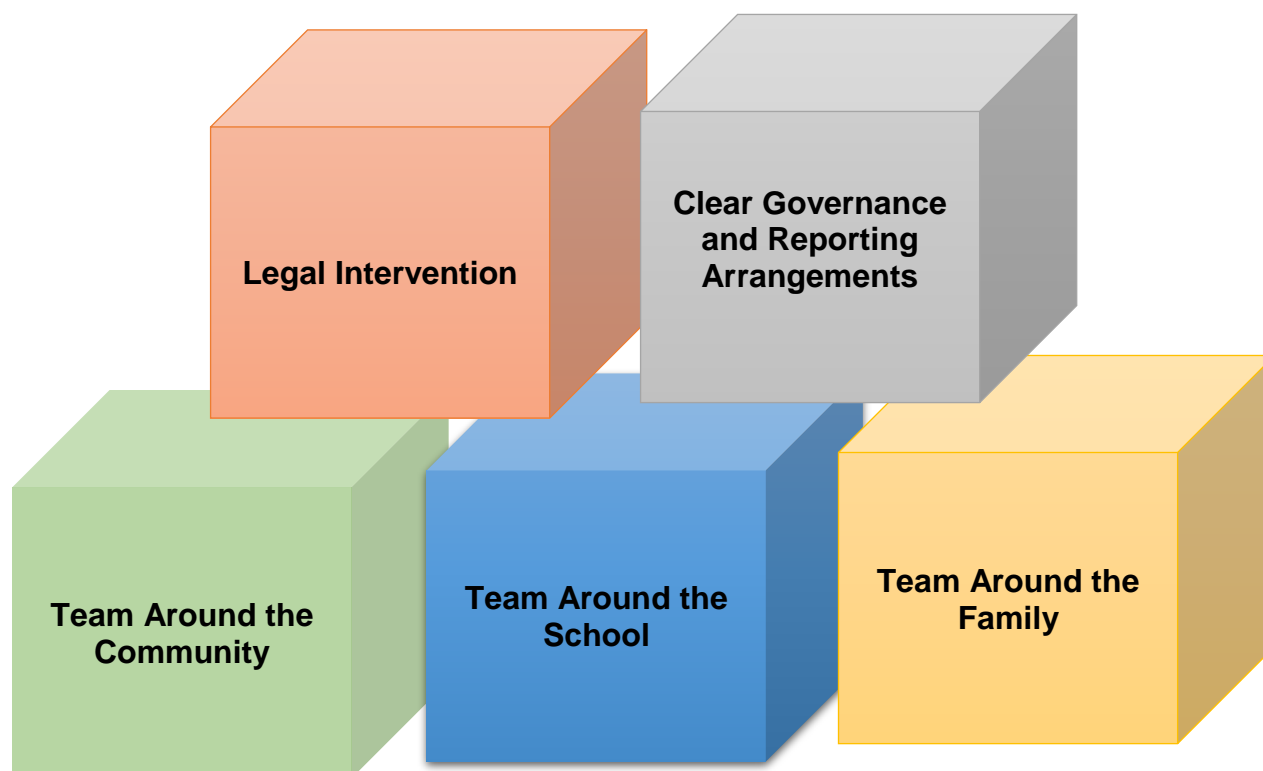 Legal Intervention
Clear Governance
and Reporting
Arrangements
Team Around the
Community
Team Around the
School
Team Around the
Family